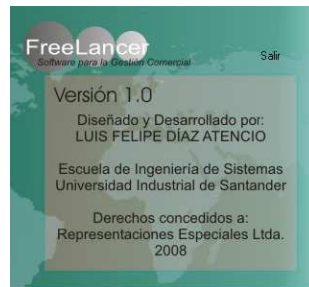 FreeLancer
Software para la Gestión Comercial
Salir
Versión 1.0
Diseñado y Desarrollado por:
LUIS FELIPE DÍAZ ATENCIO
Escuela de Ingeniería de Sistemas
Universidad Industrial de Santander
Derechos concedidos a:
Representaciones Especiales Ltda.
2008